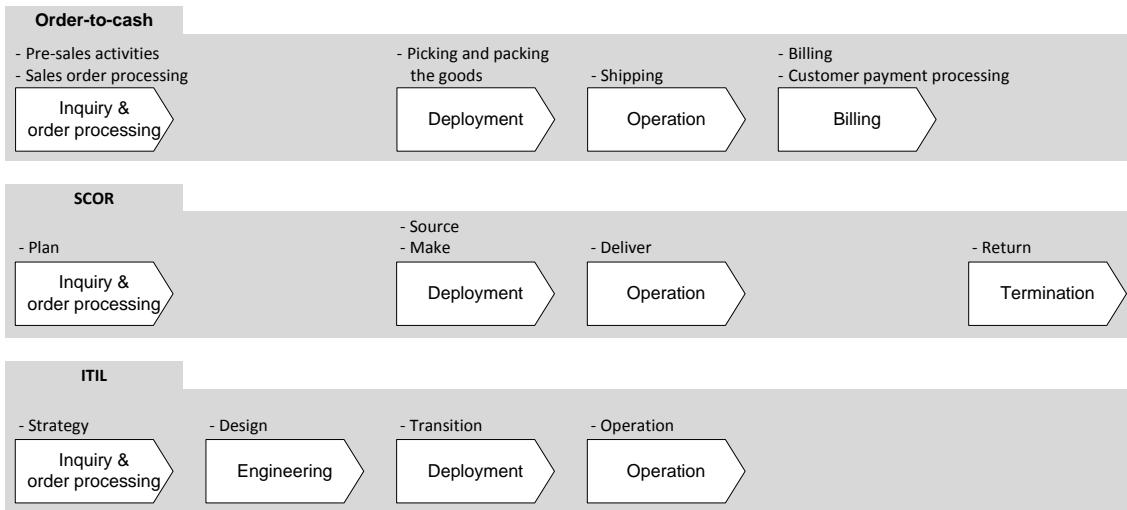 Order-to-cash
- Pre-sales activities
- Sales order processing
Inquiry &
order processing
- Picking and packing
the goods
Deployment
- Shipping
Operation
- Billing
- Customer payment processing
Billing
SCOR
- Plan
Inquiry &
order processing
- Source
- Make
Deployment
- Deliver
Operation
- Return
Termination
ITIL
- Strategy
Inquiry &
order processing
- Design
Engineering
- Transition
Deployment
- Operation
Operation